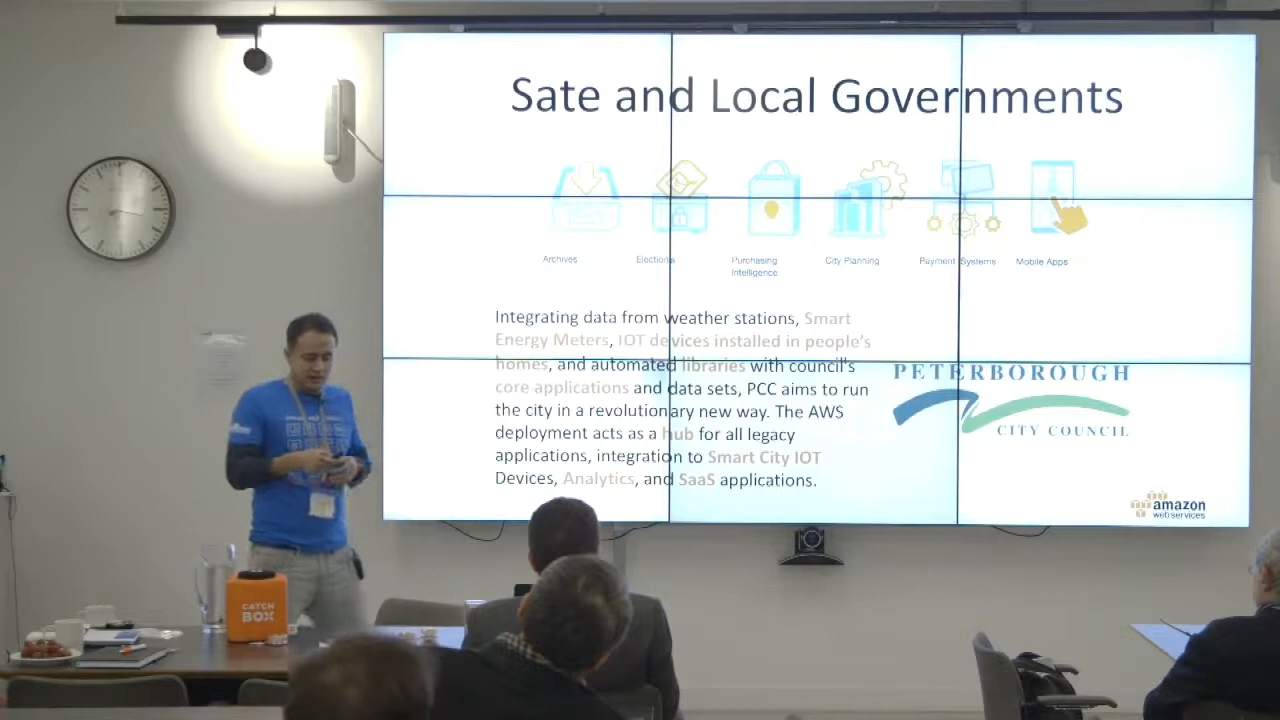 Sate and Local Governments
Archives
Elections
Purchasing
Intelligence
City Planning
Payment Systems
Mobile Apps
Integrating data from weather stations, Smart
Energy Meters, IOT devices installed in people's
homes, and automated libraries with council's
core applications and data sets, PCC aims to run
the city in a revolutionary new way. The AWS
deployment acts as a hub for all legacy
applications, integration to Smart City IOT
Devices, Analytics, and SaaS applications.
PETERBOROUGH
CITY COUNCIL
amazon
webservices
CATCH
BOX